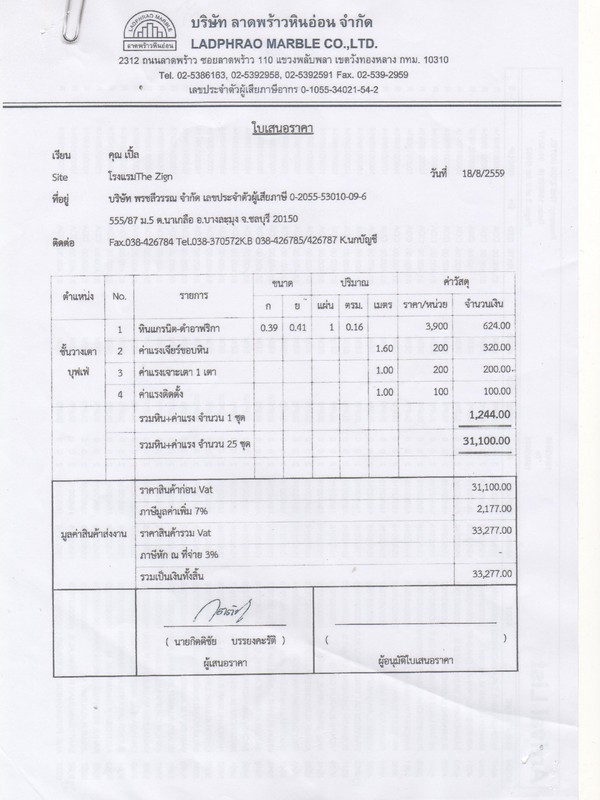 ลาดพร้าวหินอ่อน
บริษัท ลาดพร้าวหินอ่อน จำกัด
LADPHRAO MARBLE CO.,LTD.
2312 ถนนลาดพร้าว ซอยลาดพร้าว 110 แขวงพลับพลา เขตวังทองหลาง กทม. 10310
Tel. 02-5386163, 02-5392958, 02-5392591 Fax. 02-539-2959
เลขประจำตัวผู้เสียภาษีอากร 0-1055-34021-54-2
ใบเสนอราคา
เรียน คุณ เปิ้ล
Site โรงแรมThe Zign วันที่ 18/8/2559
ที่อยู่ บริษัท พรชลีวรรณ จำกัด เลขประจำตัวผู้เสียภาษี 0-2055-53010-09-6
555/87 ม.5 ต.นาเกลือ อ.บางละมุง จ.ชลบุรี 20150
ติดต่อ Fax.038-426784 Tel.038-370572K.B 038-426785/426787 K.นกบัญชี
ตำแหน่ง No. รายการ ขนาด ปริมาณ ค่าวัสดุ
ก ย แผ่น ตรม. เมตร ราคา/หน่วย จำนวนเงิน
1 หินแกรนิต-ดำอาฟริกา 0.39 0.41 1 0.16 3,900 624.00
ชั้นวางเตา 2 ค่าแรงเจียร์ขอบหิน 1.60 200 320.00
บุฟเฟ่ 3 ค่าแรงเจาะเตา 1 เตา 1.00 200 200.00
4 ค่าแรงติดตั้ง 1.00 100 100.00
รวมหิน+ค่าแรง จำนวน 1 ชุด 1,244.00
รวมหิน+ค่าแรง จำนวน 25 ชุด 31,100.00
ราคาสินค้าก่อน Vat 31,100.00
ภาษีมูลค่าเพิ่ม 7% 2,177.00
มูลค่าสินค้าส่งงาน ราคาสินค้ารวม Vat 33,277.00
ภาษีหัก ณ ที่จ่าย 3% -
รวมเป็นเงินทั้งสิ้น 33,277.00
( นายกิตติชัย บรรยงคะรัติ ) ( )
ผู้เสนอราคา ผู้อนุมัติใบเสนอราคา